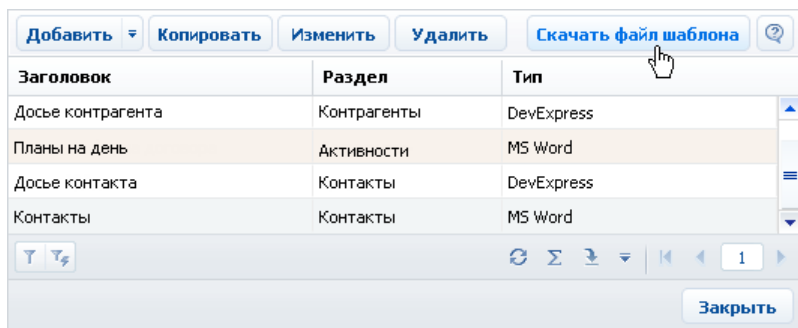 Добавить Копировать Изменить Удалить Скачать файл шаблона
Заголовок Раздел Тип
Досье контрагента Контрагенты DevExpress
Планы на день Активности MS Word
Досье контакта Контакты DevExpress
Контакты Контакты MS Word
Σ 1
Закрыть